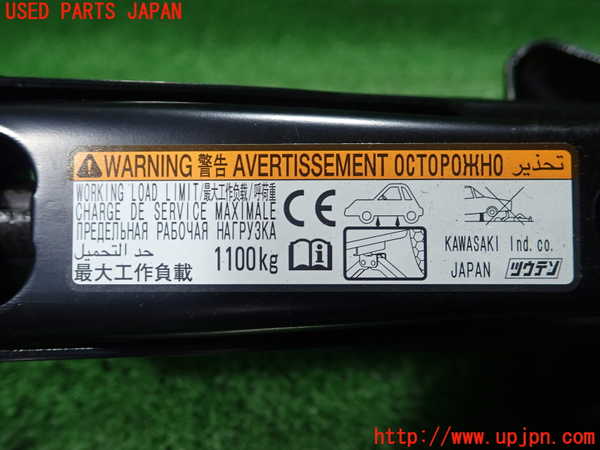 USED PARTS JAPAN
WARNING 警告 AVERTISSEMENT ОСТОРОЖНО تحذير
WORKING LOAD LIMIT/最大工作负载/呼荷重
CHARGE DE SERVICE MAXIMALE
ПРЕДЕЛЬНАЯ РАБОЧАЯ НАГРУЗКА
حد التحميل
最大工作負載 1100kg
CE
KAWASAKI Ind. co.
JAPAN ツウテン
http://www.upjpn.com/